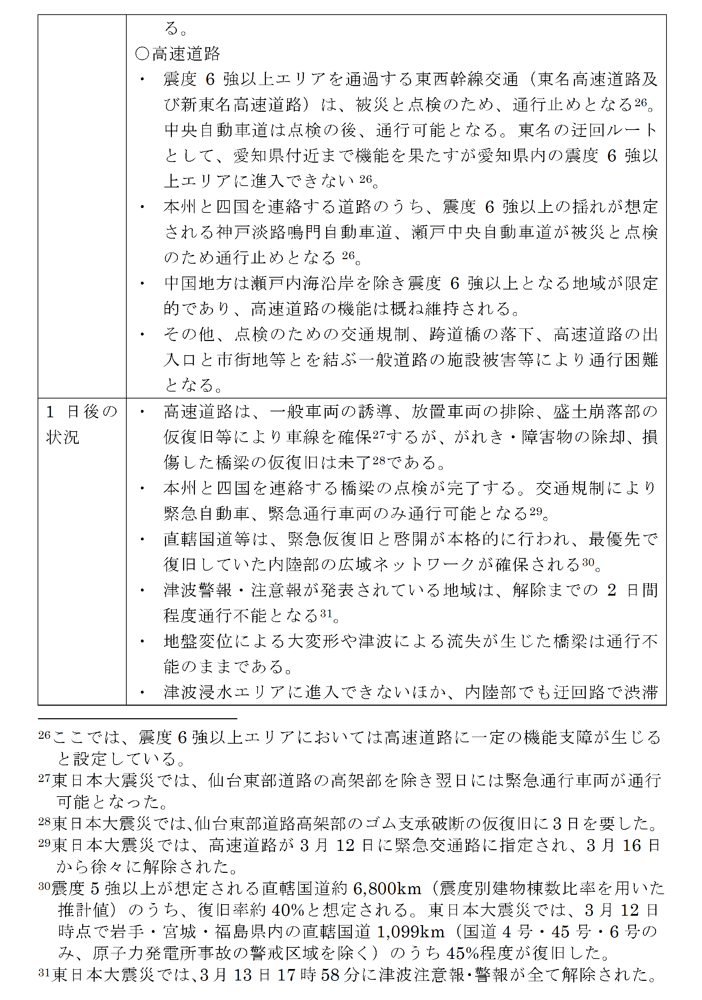 る。
○高速道路
・ 震度 6 強以上エリアを通過する東西幹線交通（東名高速道路及
び新東名高速道路）は、被災と点検のため、通行止めとなる26。
中央自動車道は点検の後、通行可能となる。東名の迂回ルート
として、愛知県付近まで機能を果たすが愛知県内の震度 6 強以
上エリアに進入できない 26。
・ 本州と四国を連絡する道路のうち、震度 6 強以上の揺れが想定
される神戸淡路鳴門自動車道、瀬戸中央自動車道が被災と点検
のため通行止めとなる 26。
・ 中国地方は瀬戸内海沿岸を除き震度 6 強以上となる地域が限定
的であり、高速道路の機能は概ね維持される。
・ その他、点検のための交通規制、跨道橋の落下、高速道路の出
入口と市街地等とを結ぶ一般道路の施設被害等により通行困難
となる。
1 日後の
状況
・ 高速道路は、一般車両の誘導、放置車両の排除、盛土崩落部の
仮復旧等により車線を確保27するが、がれき・障害物の除却、損
傷した橋梁の仮復旧は未了28である。
・ 本州と四国を連絡する橋梁の点検が完了する。交通規制により
緊急自動車、緊急通行車両のみ通行可能となる29。
・ 直轄国道等は、緊急仮復旧と啓開が本格的に行われ、最優先で
復旧していた内陸部の広域ネットワークが確保される30。
・ 津波警報・注意報が発表されている地域は、解除までの 2 日間
程度通行不能となる31。
・ 地盤変位による大変形や津波による流失が生じた橋梁は通行不
能のままである。
・ 津波浸水エリアに進入できないほか、内陸部でも迂回路で渋滞
26ここでは、震度 6 強以上エリアにおいては高速道路に一定の機能支障が生じる
と設定している。
27東日本大震災では、仙台東部道路の高架部を除き翌日には緊急通行車両が通行
可能となった。
28東日本大震災では、仙台東部道路高架部のゴム支承破断の仮復旧に 3 日を要した。
29東日本大震災では、高速道路が 3 月 12 日に緊急交通路に指定され、3 月 16 日
から徐々に解除された。
30震度 5 強以上が想定される直轄国道約 6,800km（震度別建物棟数比率を用いた
推計値）のうち、復旧率約 40%と想定される。東日本大震災では、3 月 12 日
時点で岩手・宮城・福島県内の直轄国道 1,099km（国道 4 号・45 号・6 号の
み、原子力発電所事故の警戒区域を除く）のうち 45%程度が復旧した。
31東日本大震災では、3 月 13 日 17 時 58 分に津波注意報・警報が全て解除された。